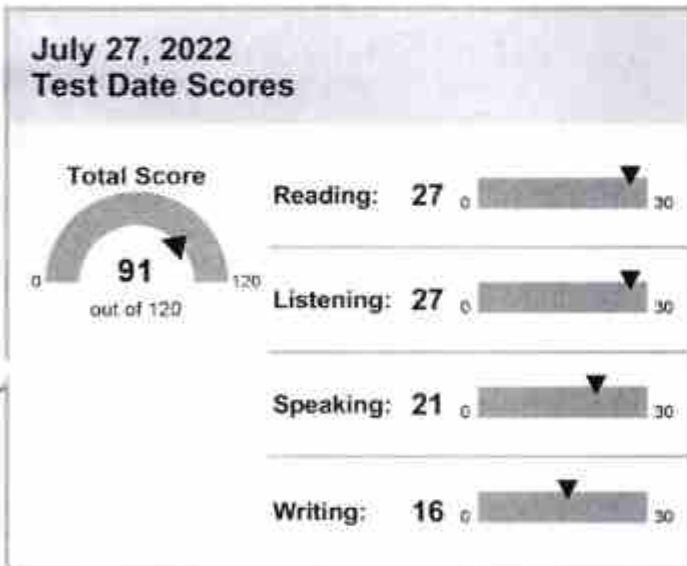 July 27, 2022
Test Date Scores
Total Score
0
91
120
out of 120
Reading: 27 0 30
Listening: 27 0 30
Speaking: 21 0 30
Writing: 16 0 30